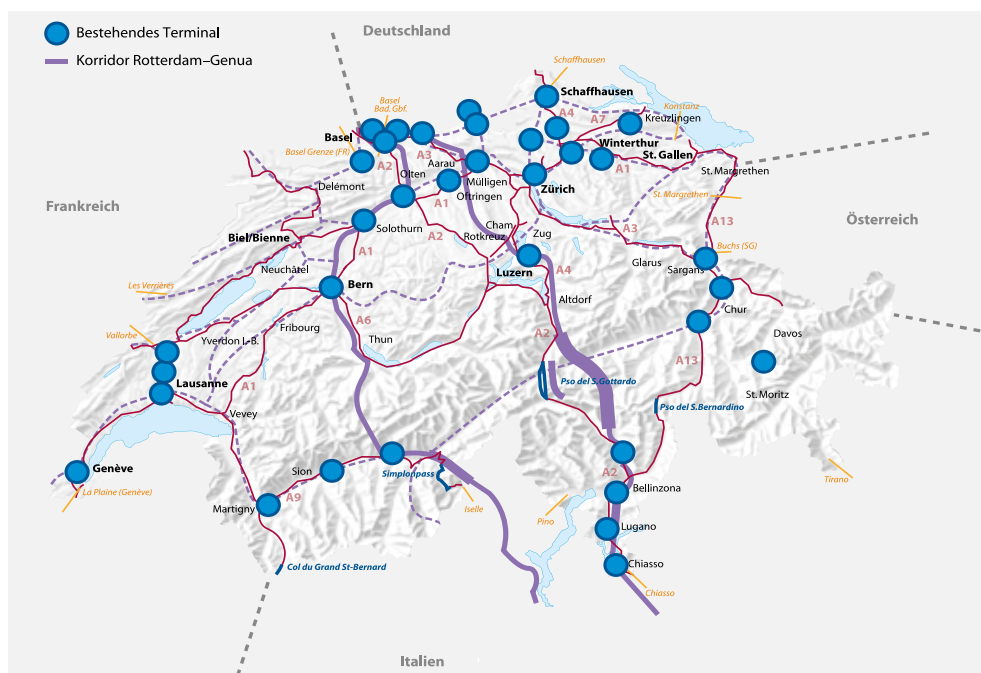 Deutschland
Bestehendes Terminal
Korridor Rotterdam–Genua
Schaffhausen
Schaffhausen
Basel
Bad. Gbf.
A4
A7
Konstanz
Kreuzlingen
Basel
Basel Grenze (FR)
A2
A3
Winterthur
St. Gallen
A1
Aarau
Olten
Mülligen
Oftringen
Zürich
St. Margrethen
St. Margrethen
Delémont
Frankreich
A1
A2
Österreich
A13
Solothurn
Cham
Rotkreuz
Zug
A3
Biel/Bienne
A1
Buchs (SG)
Glarus
Sargans
Neuchâtel
Luzern
A4
Les Verrières
Bern
Altdorf
Chur
Fribourg
A6
A2
Vallorbe
Yverdon L-B.
Thun
Davos
A13
Lausanne
A1
Pso del S.Gottardo
St. Moritz
Vevey
Pso del S.Bernardino
Genève
Sion
Simplonpass
A2
Tirano
La Plaine (Genève)
A9
Bellinzona
Martigny
Iselle
Pino
Lugano
Col du Grand St-Bernard
Chiasso
Chiasso
Italien